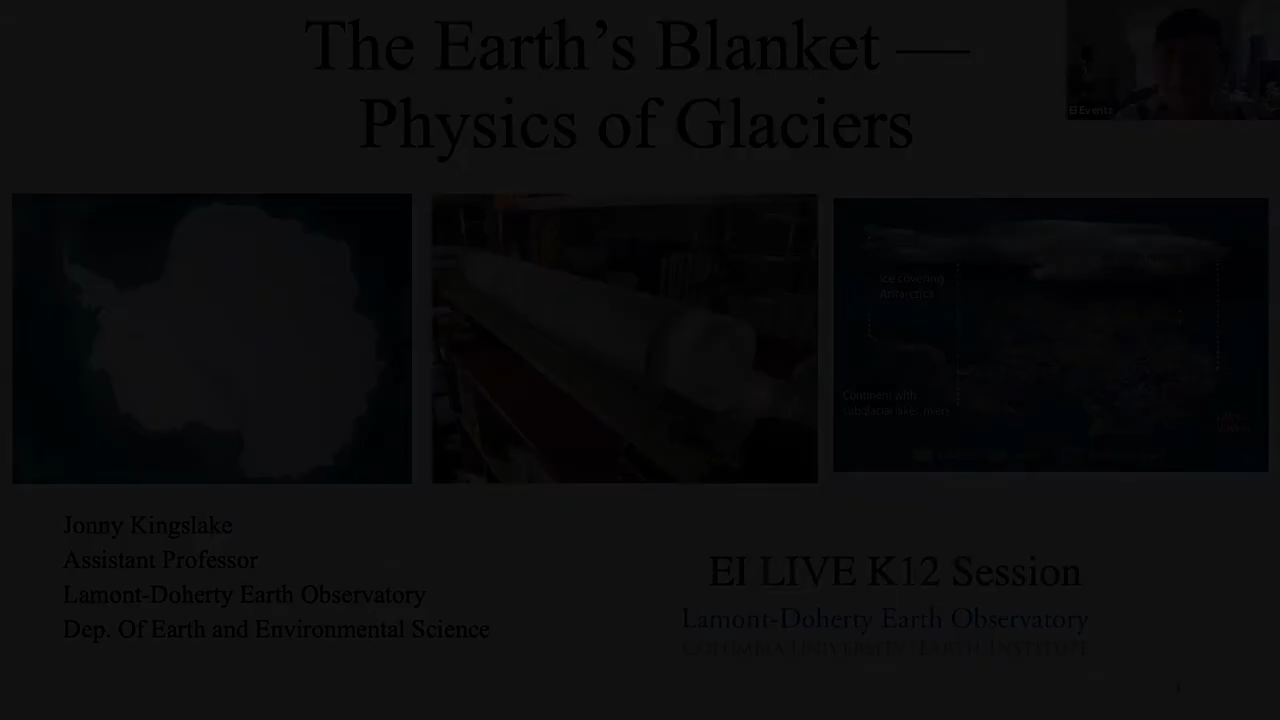 The Earth's Blanket —
Physics of Glaciers
EI Events
Ice covering
Antarctica
Continent with
subglacial lakes, rivers
Jonny Kingslake
Assistant Professor
Lamont-Doherty Earth Observatory
Dep. Of Earth and Environmental Science
EI LIVE K12 Session
Lamont-Doherty Earth Observatory
COLUMBIA UNIVERSITY EARTH INSTITUTE